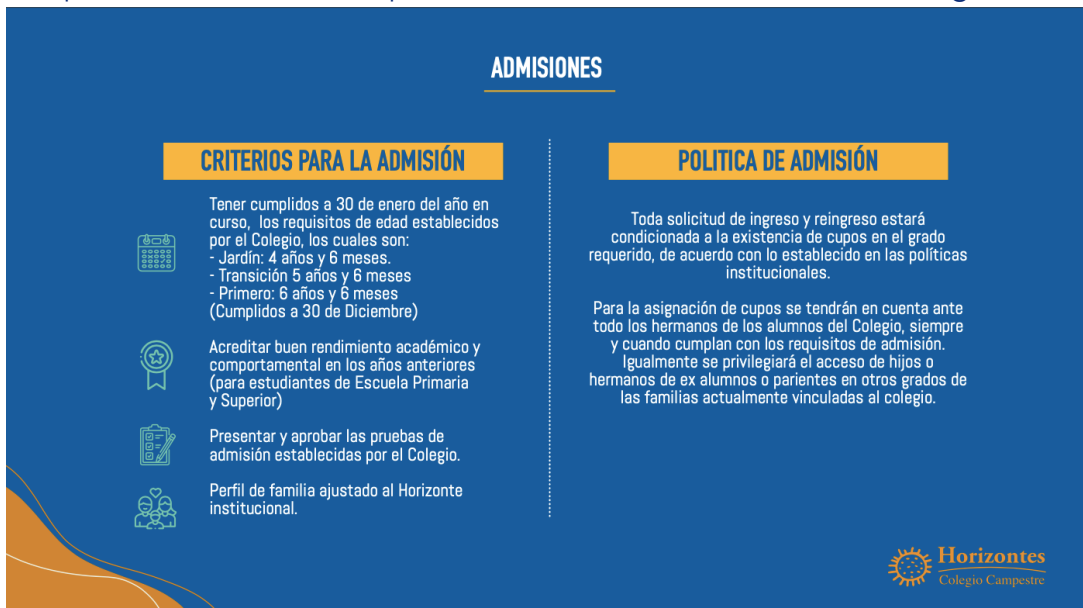 ADMISIONES
CRITERIOS PARA LA ADMISIÓN
Tener cumplidos a 30 de enero del año en
curso,  los requisitos de edad establecidos
por el Colegio, los cuales son:
- Jardín: 4 años y 6 meses.
- Transición 5 años y 6 meses
- Primero: 6 años y 6 meses
(Cumplidos a 30 de Diciembre)
Acreditar buen rendimiento académico y
comportamental en los años anteriores
(para estudiantes de Escuela Primaria
y Superior)
Presentar y aprobar las pruebas de
admisión establecidas por el Colegio.
Perfil de familia ajustado al Horizonte
institucional.
POLITICA DE ADMISIÓN
Toda solicitud de ingreso y reingreso estará
condicionada a la existencia de cupos en el grado
requerido, de acuerdo con lo establecido en las políticas
institucionales.
Para la asignación de cupos se tendrán en cuenta ante
todo los hermanos de los alumnos del Colegio, siempre
y cuando cumplan con los requisitos de admisión.
Igualmente se privilegiará el acceso de hijos o
hermanos de ex alumnos o parientes en otros grados de
las familias actualmente vinculadas al colegio.
Horizontes
Colegio Campestre